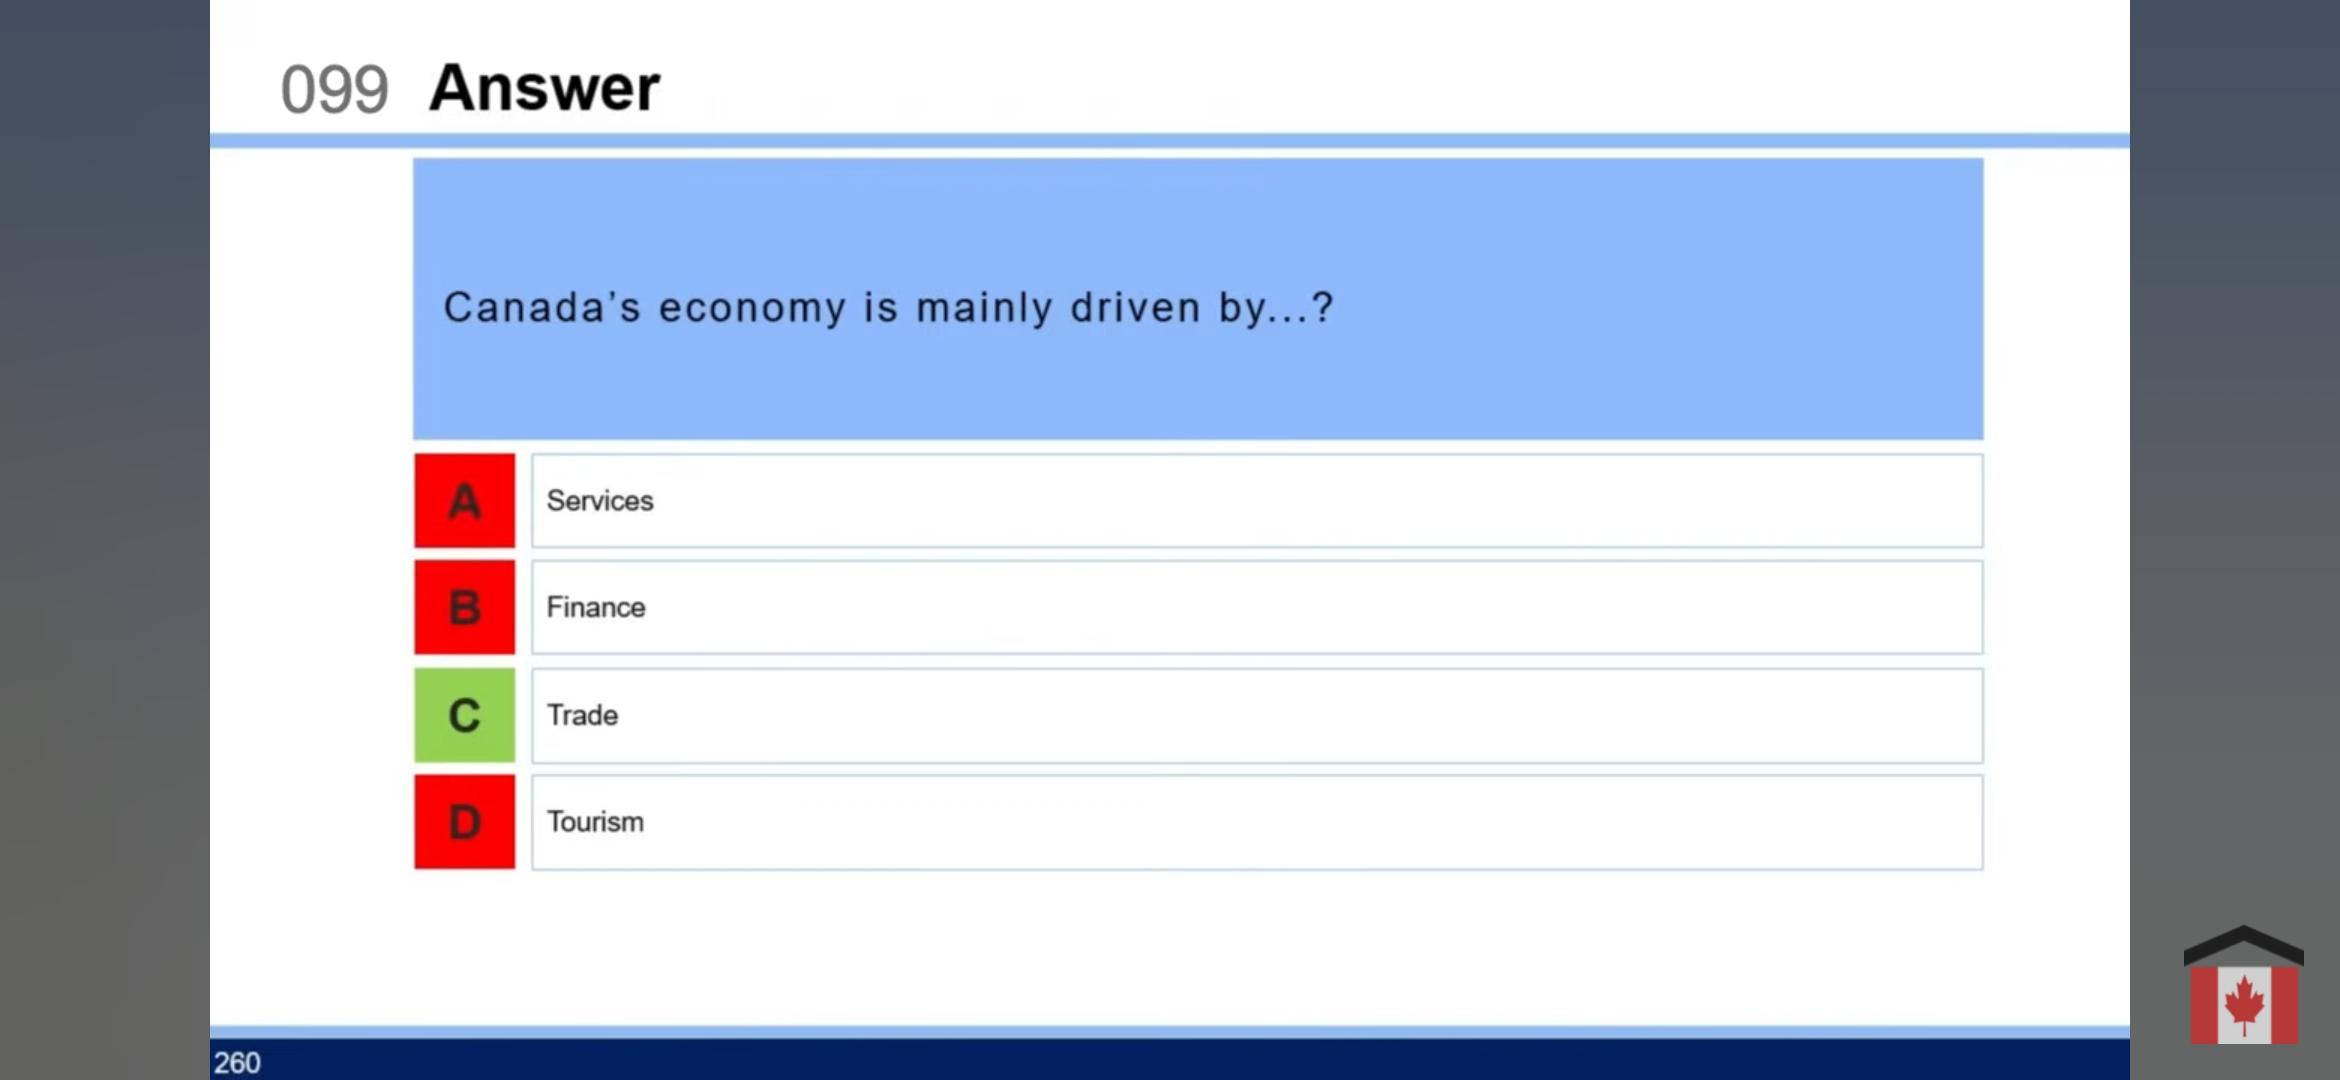 099 Answer
Canada's economy is mainly driven by...?
A Services
B Finance
C Trade
D Tourism
260